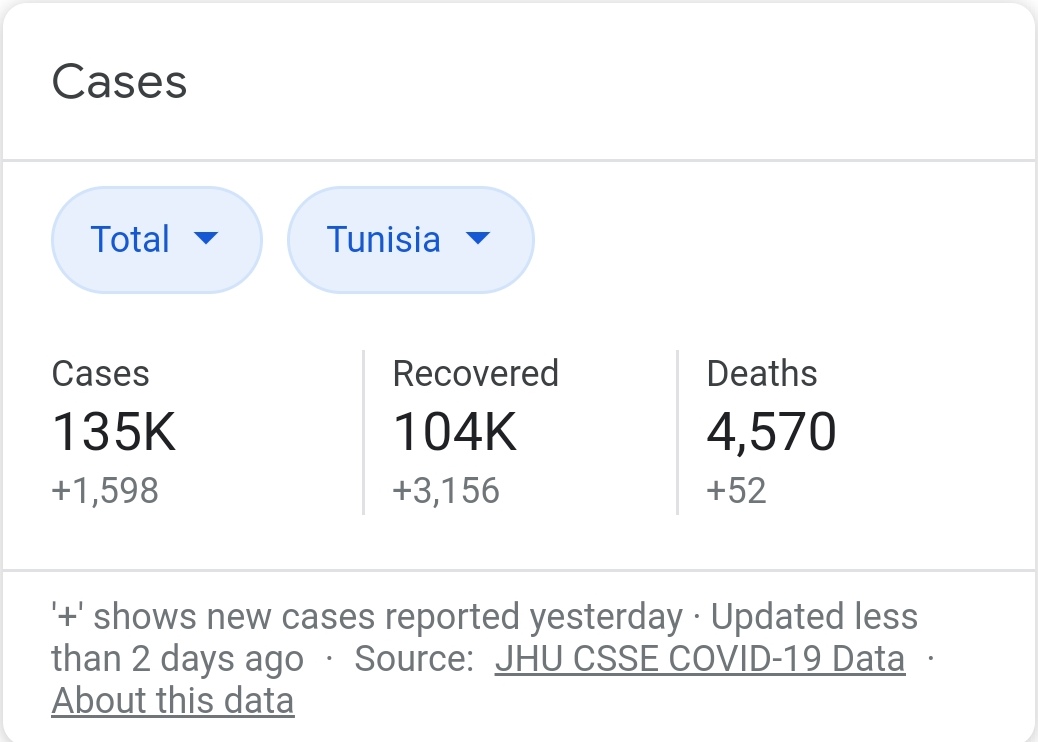 Cases
Total
Tunisia
Cases
135K
+1,598
Recovered
104K
+3,156
Deaths
4,570
+52
'+' shows new cases reported yesterday · Updated less
than 2 days ago · Source: JHU CSSE COVID-19 Data ·
About this data